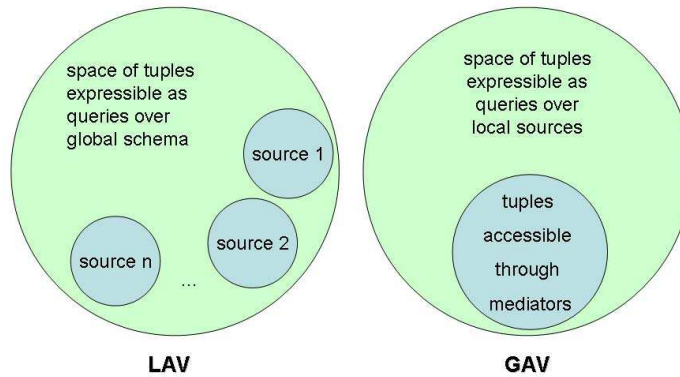 space of tuples
expressible as
queries over
global schema
source 1
source 2
source n
...
LAV
space of tuples
expressible as
queries over
local sources
tuples
accessible
through
mediators
GAV